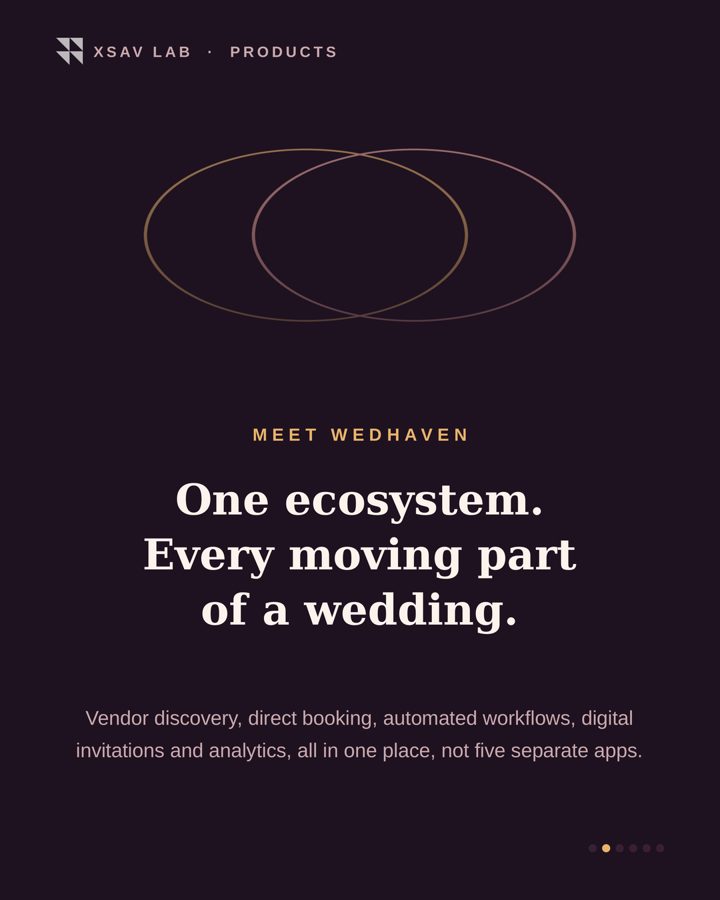 XSAV LAB · PRODUCTS
MEET WEDHAVEN
One ecosystem.
Every moving part
of a wedding.
Vendor discovery, direct booking, automated workflows, digital
invitations and analytics, all in one place, not five separate apps.